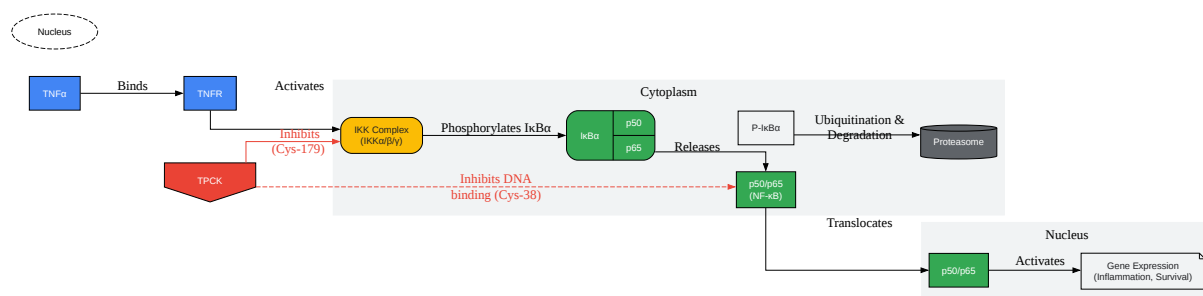 Nucleus
TNFα
Binds
TNFR
Activates
Cytoplasm
Inhibits
(Cys-179)
IKK Complex
(IKKα/β/γ)
Phosphorylates IκBα
IκBα
p50
p65
Releases
P-IκBα
Ubiquitination &
Degradation
Proteasome
TPCK
Inhibits DNA
binding (Cys-38)
p50/p65
(NF-κB)
Translocates
Nucleus
p50/p65
Activates
Gene Expression
(Inflammation, Survival)